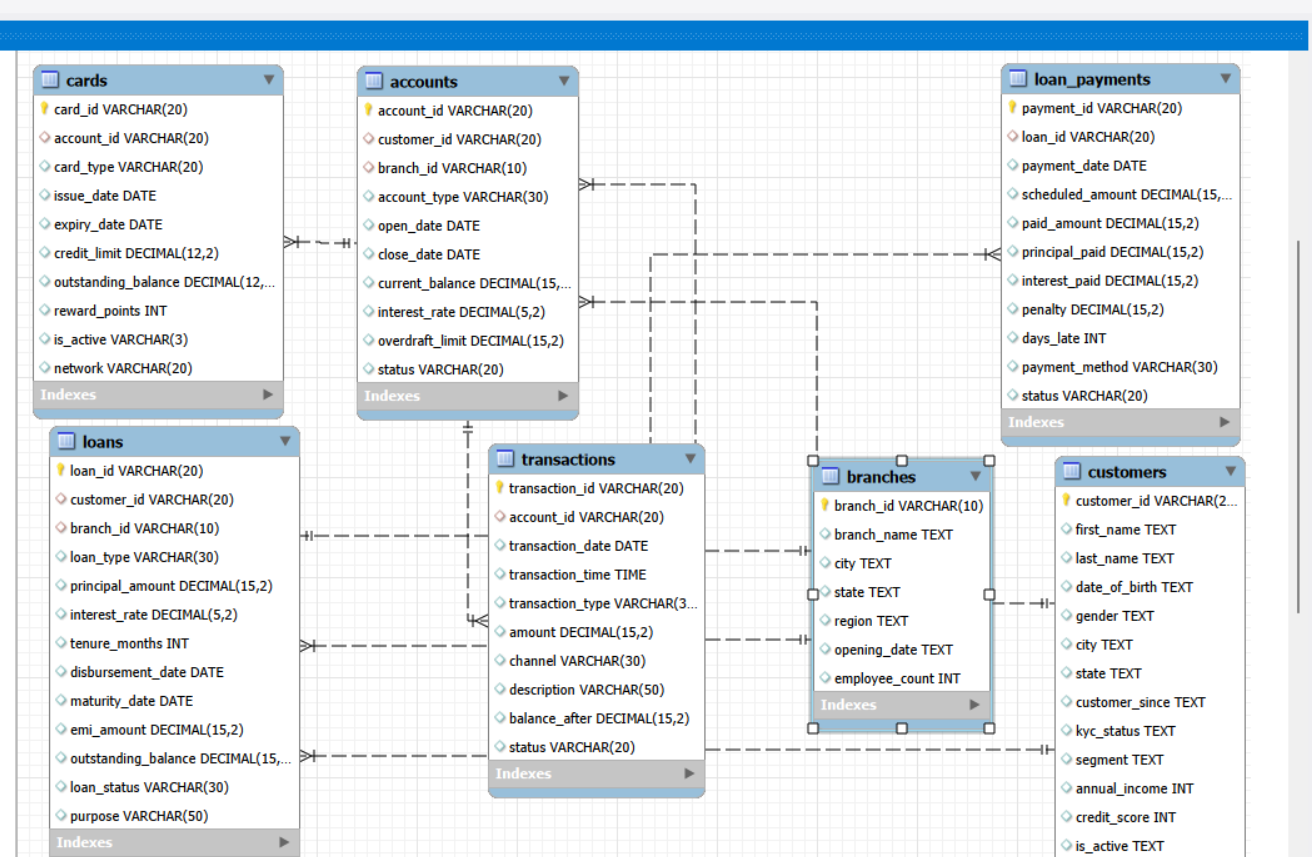 cards
card_id VARCHAR(20)
account_id VARCHAR(20)
card_type VARCHAR(20)
issue_date DATE
expiry_date DATE
credit_limit DECIMAL(12,2)
outstanding_balance DECIMAL(12,...
reward_points INT
is_active VARCHAR(3)
network VARCHAR(20)
Indexes
accounts
account_id VARCHAR(20)
customer_id VARCHAR(20)
branch_id VARCHAR(10)
account_type VARCHAR(30)
open_date DATE
close_date DATE
current_balance DECIMAL(15,...
interest_rate DECIMAL(5,2)
overdraft_limit DECIMAL(15,2)
status VARCHAR(20)
Indexes
loan_payments
payment_id VARCHAR(20)
loan_id VARCHAR(20)
payment_date DATE
scheduled_amount DECIMAL(15,...
paid_amount DECIMAL(15,2)
principal_paid DECIMAL(15,2)
interest_paid DECIMAL(15,2)
penalty DECIMAL(15,2)
days_late INT
payment_method VARCHAR(30)
status VARCHAR(20)
Indexes
loans
loan_id VARCHAR(20)
customer_id VARCHAR(20)
branch_id VARCHAR(10)
loan_type VARCHAR(30)
principal_amount DECIMAL(15,2)
interest_rate DECIMAL(5,2)
tenure_months INT
disbursement_date DATE
maturity_date DATE
emi_amount DECIMAL(15,2)
outstanding_balance DECIMAL(15,...
loan_status VARCHAR(30)
purpose VARCHAR(50)
Indexes
transactions
transaction_id VARCHAR(20)
account_id VARCHAR(20)
transaction_date DATE
transaction_time TIME
transaction_type VARCHAR(3...
amount DECIMAL(15,2)
channel VARCHAR(30)
description VARCHAR(50)
balance_after DECIMAL(15,2)
status VARCHAR(20)
Indexes
branches
branch_id VARCHAR(10)
branch_name TEXT
city TEXT
state TEXT
region TEXT
opening_date TEXT
employee_count INT
Indexes
customers
customer_id VARCHAR(2...
first_name TEXT
last_name TEXT
date_of_birth TEXT
gender TEXT
city TEXT
state TEXT
customer_since TEXT
kyc_status TEXT
segment TEXT
annual_income INT
credit_score INT
is_active TEXT